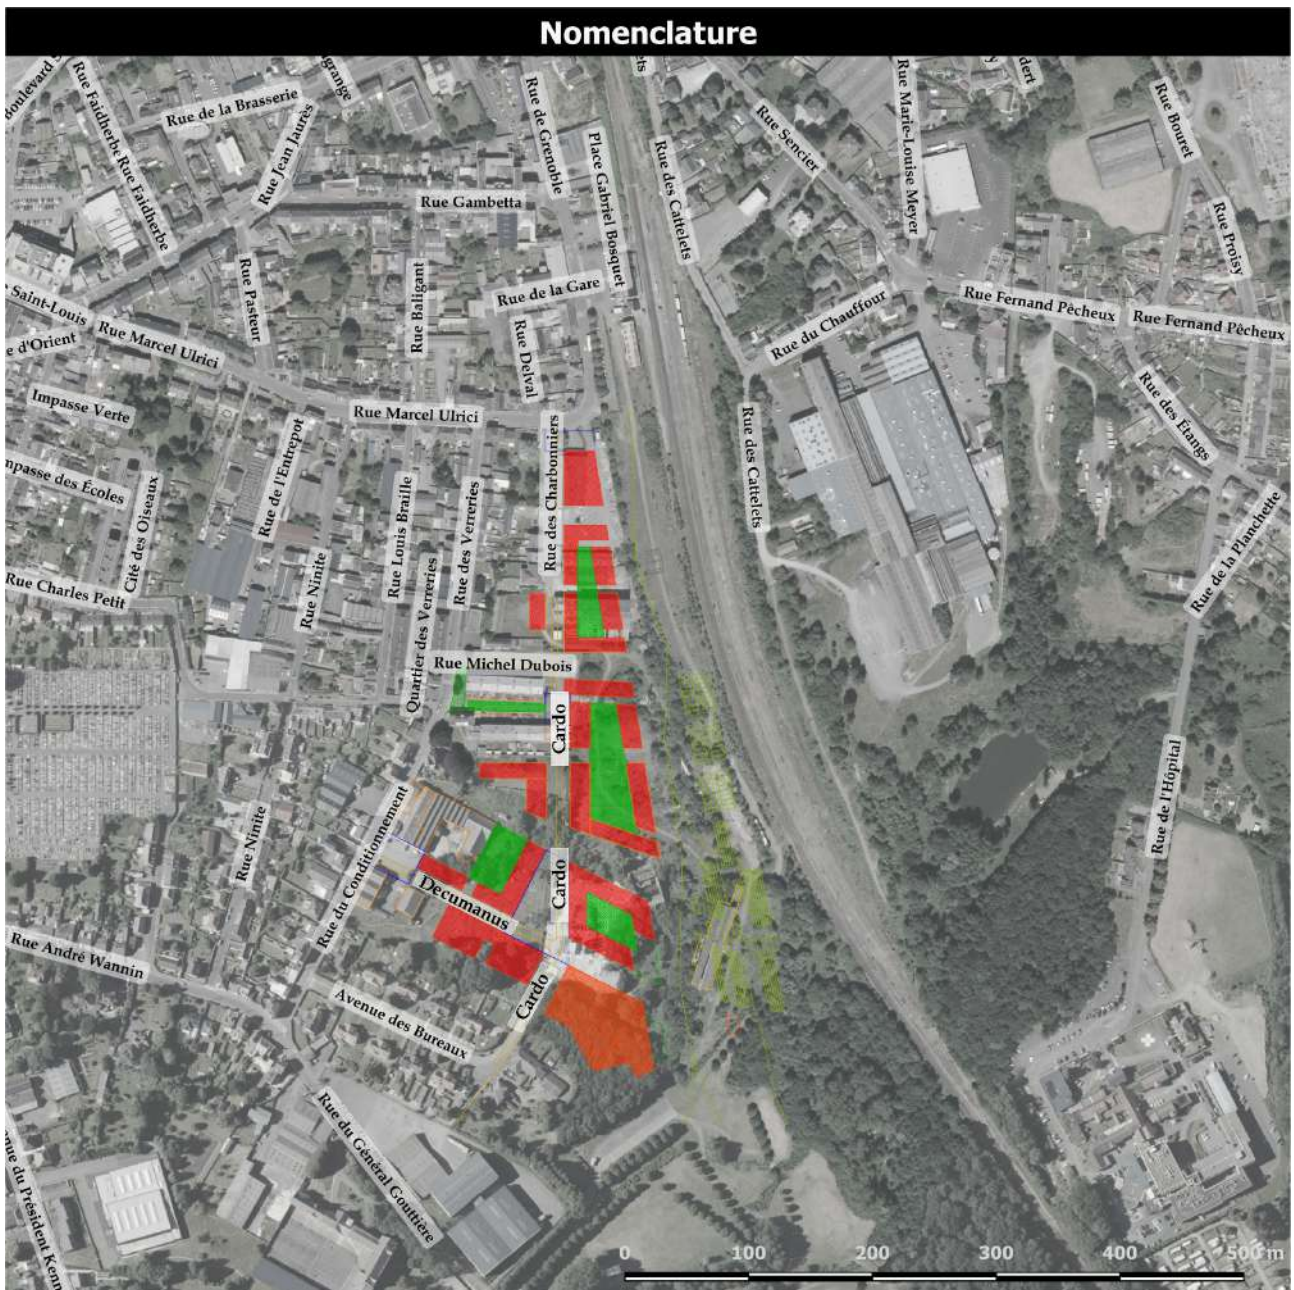 Nomenclature
Boulevard
Rue Faidherbe
Rue Faidherbe
Rue de la Brasserie
Rue Jean Jaurès
Rue Gambetta
Rue de Grenoble
Place Gabriel Bosquet
Rue des Cattelets
Rue Sencier
Rue Marie-Louise Meyer
Rue Bouret
Rue Proisy
Rue Pasteur
Rue Baligant
Rue de la Gare
Rue Delval
Rue du Chauffour
Rue Fernand Pêcheux
Rue Fernand Pêcheux
Saint-Louis
Rue Marcel Ulrici
e d'Orient
Impasse Verte
Rue Marcel Ulrici
Rue des Étangs
mpasse des Écoles
Cité des Oiseaux
Rue de l'Entrepot
Rue Louis Braille
Rue des Verreries
Rue des Charbonniers
Rue des Cattelets
Rue de la Planchette
Rue Charles Petit
Rue Ninite
Quartier des Verreries
Rue Michel Dubois
Cardo
Rue de l'Hôpital
Rue Ninite
Rue du Conditionnement
Decumanus
Cardo
Rue André Wannin
Avenue des Bureaux
Cardo
Rue du Général Gouttière
nue du Président Kenn
0 100 200 300 400 500 m